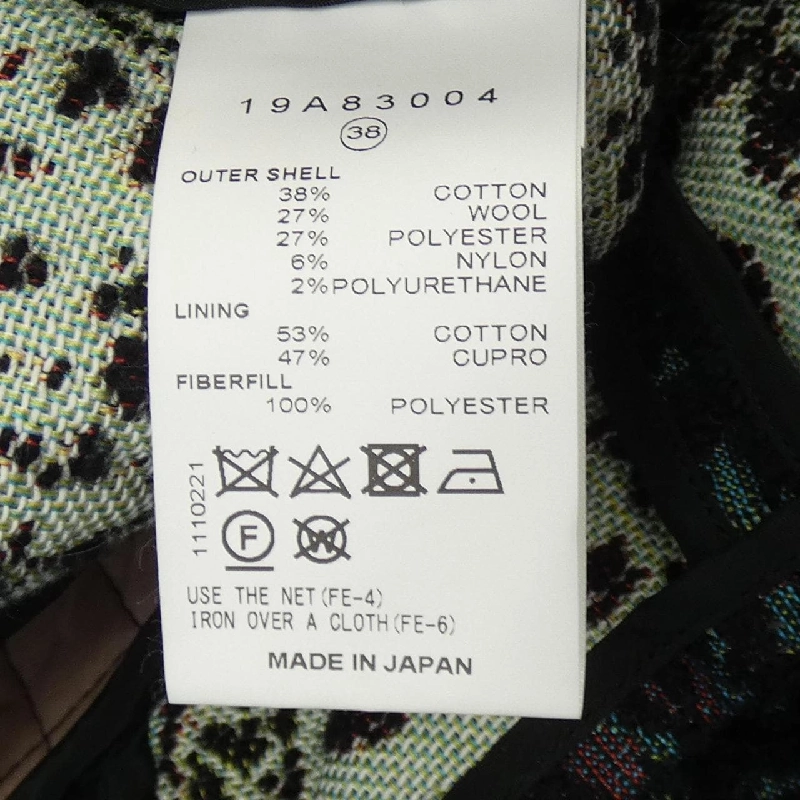 19A83004
38
OUTER SHELL
38% COTTON
27% WOOL
27% POLYESTER
6% NYLON
2% POLYURETHANE
LINING
53% COTTON
47% CUPRO
FIBERFILL
100% POLYESTER
1110221
F W
USE THE NET(FE-4)
IRON OVER A CLOTH(FE-6)
MADE IN JAPAN